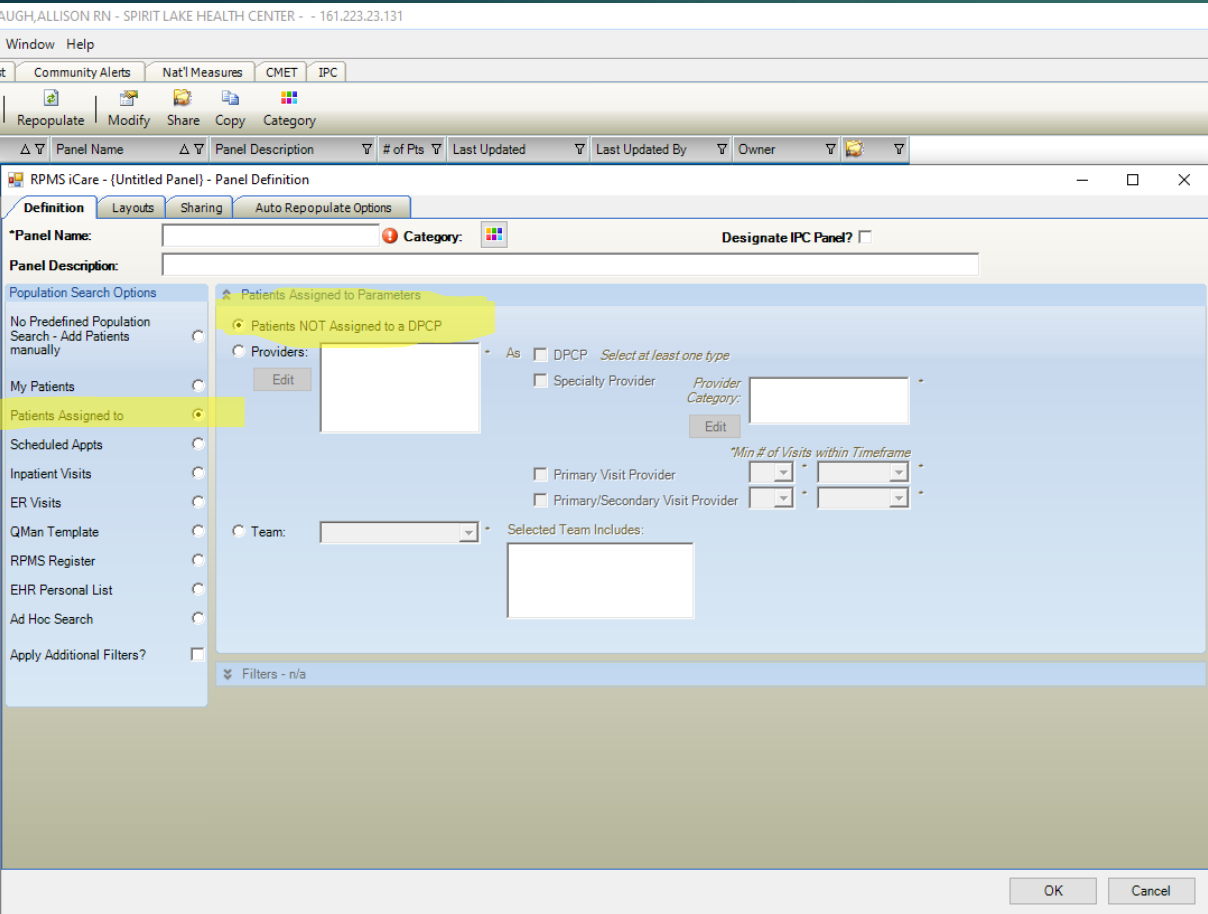 AUGH,ALLISON RN - SPIRIT LAKE HEALTH CENTER - - 161.223.23.131
Window Help
st Community Alerts Nat'l Measures CMET IPC
Repopulate Modify Share Copy Category
Panel Name Panel Description # of Pts Last Updated Last Updated By Owner
RPMS iCare - {Untitled Panel} - Panel Definition
Definition Layouts Sharing Auto Repopulate Options
*Panel Name: Category: Designate IPC Panel?
Panel Description:
Population Search Options
No Predefined Population
Search - Add Patients
manually
My Patients
Patients Assigned to
Scheduled Appts
Inpatient Visits
ER Visits
QMan Template
RPMS Register
EHR Personal List
Ad Hoc Search
Apply Additional Filters?
Patients Assigned to Parameters
Patients NOT Assigned to a DPCP
Providers: * As DPCP Select at least one type
Edit
Specialty Provider
Provider
Category: *
Edit
*Min # of Visits within Timeframe
Primary Visit Provider * *
Primary/Secondary Visit Provider * *
Team: * Selected Team Includes:
Filters - n/a
OK Cancel